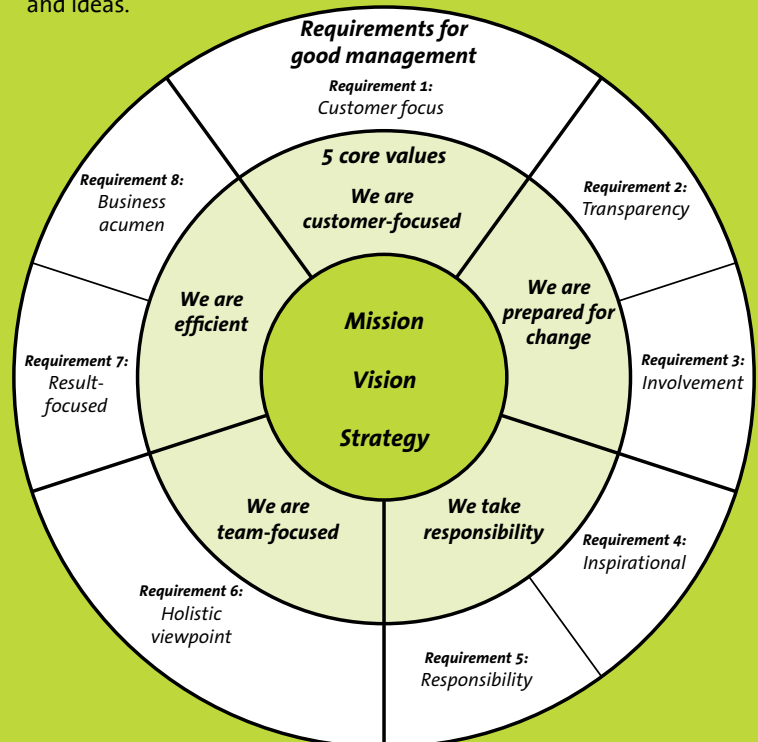 and ideas.
Requirements for
good management
Requirement 1:
Customer focus
5 core values
We are
customer-focused
Requirement 2:
Transparency
We are
prepared for
change
Requirement 3:
Involvement
We take
responsibility
Requirement 4:
Inspirational
Requirement 5:
Responsibility
We are
team-focused
Requirement 6:
Holistic
viewpoint
Requirement 7:
Result-
focused
We are
efficient
Requirement 8:
Business
acumen
Mission
Vision
Strategy